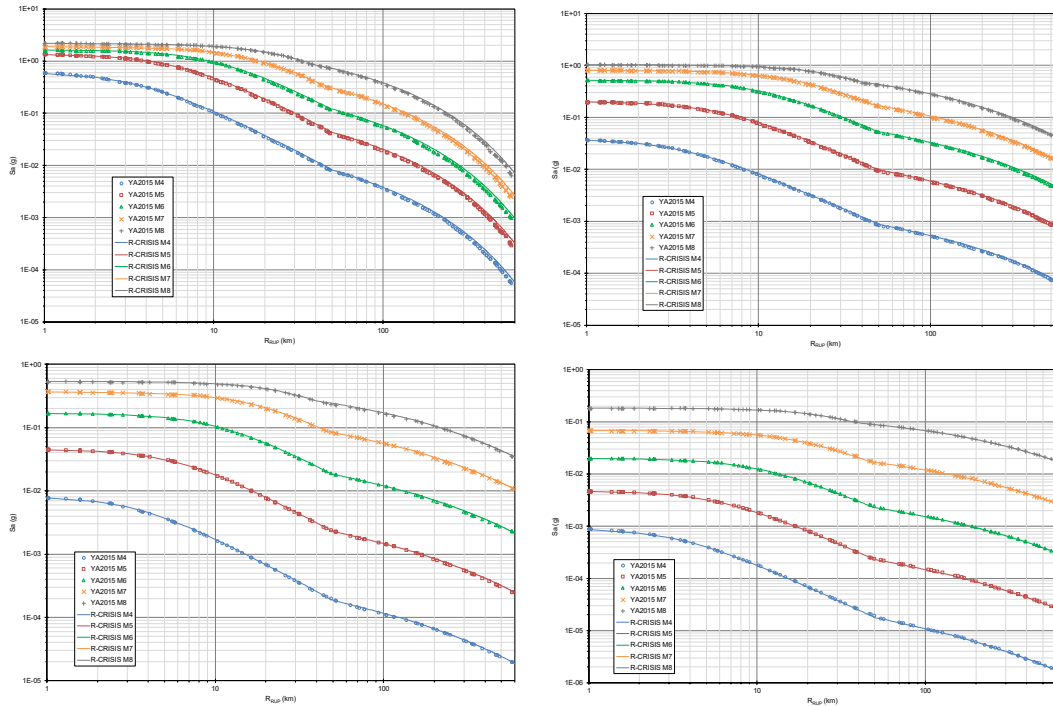 1E+01
1E+00
1E-01
1E-02
1E-03
1E-04
1E-05
Sa (g)
YA2015 M4
YA2015 M5
YA2015 M6
YA2015 M7
YA2015 M8
R-CRISIS M4
R-CRISIS M5
R-CRISIS M6
R-CRISIS M7
R-CRISIS M8
1 10 100
RRUP (km)
1E+01
1E+00
1E-01
1E-02
1E-03
1E-04
1E-05
Sa (g)
YA2015 M4
YA2015 M5
YA2015 M6
YA2015 M7
YA2015 M8
R-CRISIS M4
R-CRISIS M5
R-CRISIS M6
R-CRISIS M7
R-CRISIS M8
1 10 100
RRUP (km)
1E+00
1E-01
1E-02
1E-03
1E-04
1E-05
Sa (g)
YA2015 M4
YA2015 M5
YA2015 M6
YA2015 M7
YA2015 M8
R-CRISIS M4
R-CRISIS M5
R-CRISIS M6
R-CRISIS M7
R-CRISIS M8
1 10 100
RRUP (km)
1E+00
1E-01
1E-02
1E-03
1E-04
1E-05
1E-06
Sa (g)
YA2015 M4
YA2015 M5
YA2015 M6
YA2015 M7
YA2015 M8
R-CRISIS M4
R-CRISIS M5
R-CRISIS M6
R-CRISIS M7
R-CRISIS M8
1 10 100
RRUP (km)